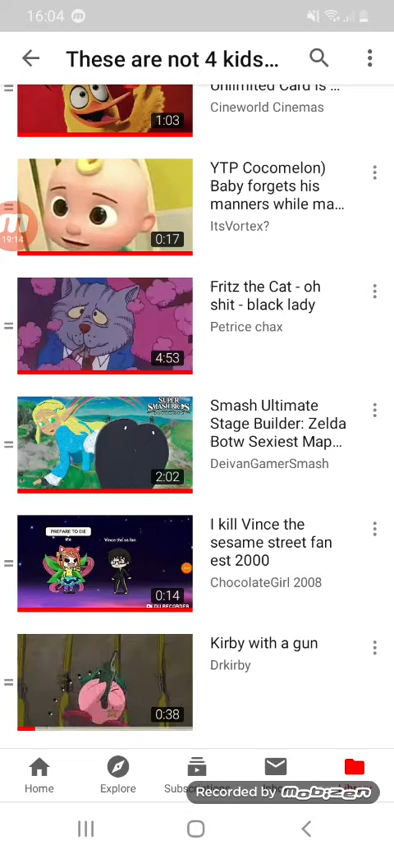 16:04
These are not 4 kids...
Unlimited Card is ...
Cineworld Cinemas
1:03
YTP Cocomelon)
Baby forgets his
manners while ma...
ItsVortex?
0:17
19:14
Fritz the Cat - oh
shit - black lady
Petrice chax
4:53
SUPER
SMASH BROS
Smash Ultimate
Stage Builder: Zelda
Botw Sexiest Map...
DeivanGamerSmash
2:02
PREPARE TO DIE
I kill Vince the
sesame street fan
est 2000
ChocolateGirl 2008
0:14
DU RECORDER
Kirby with a gun
Drkirby
0:38
Home
Explore
Recorded by mobizen